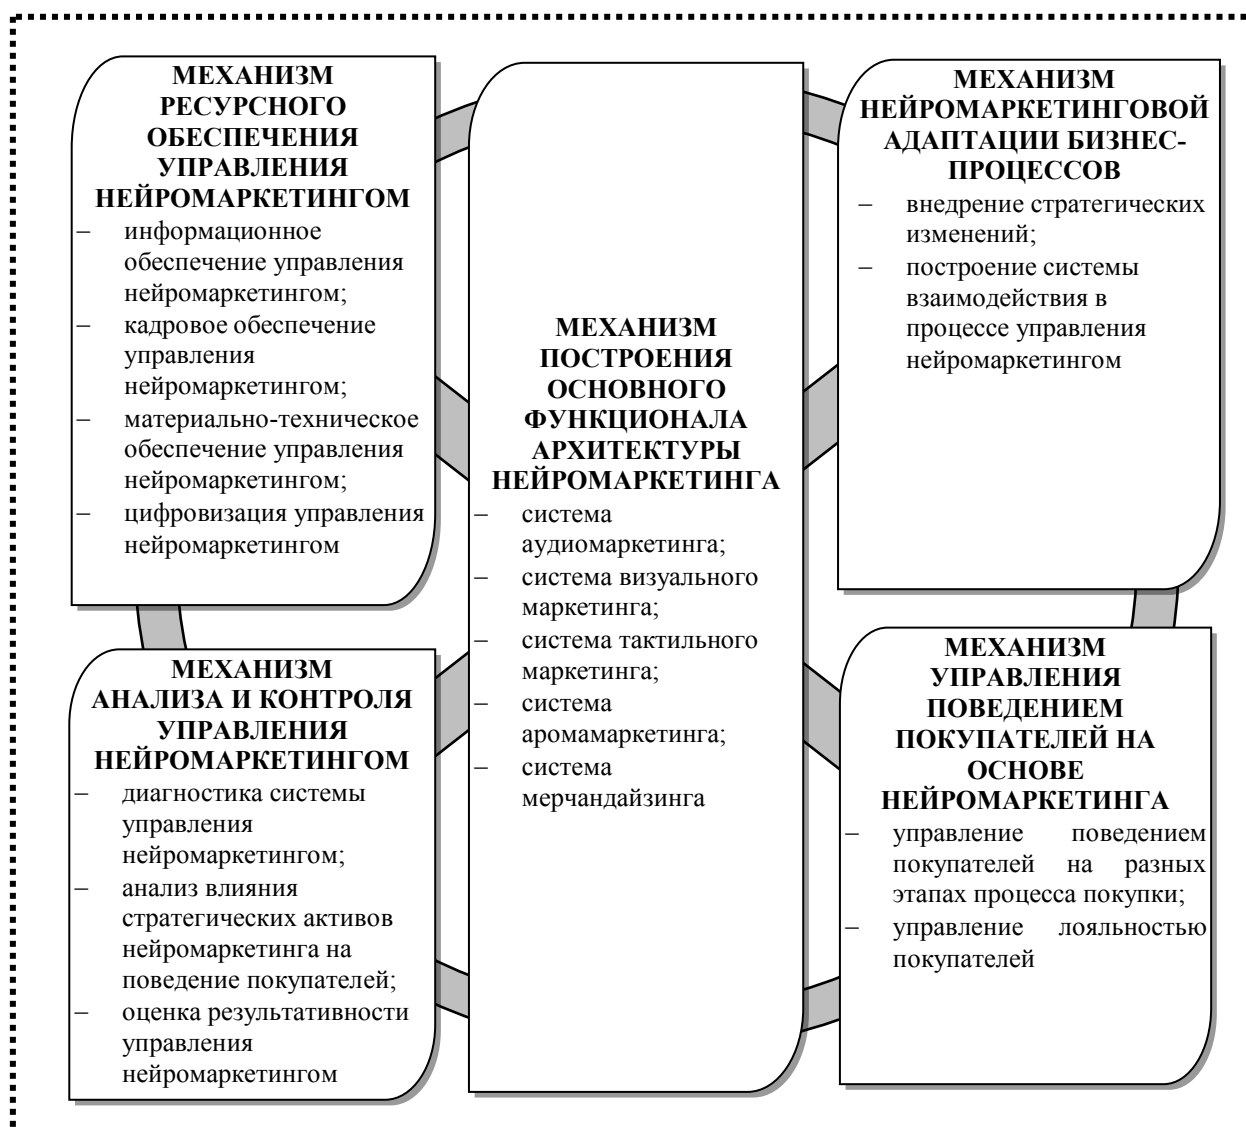 МЕХАНИЗМ
РЕСУРСНОГО
ОБЕСПЕЧЕНИЯ
УПРАВЛЕНИЯ
НЕЙРОМАРКЕТИНГОМ
– информационное
обеспечение управления
нейромаркетингом;
– кадровое обеспечение
управления
нейромаркетингом;
– материально-техническое
обеспечение управления
нейромаркетингом;
– цифровизация управления
нейромаркетингом
МЕХАНИЗМ
АНАЛИЗА И КОНТРОЛЯ
УПРАВЛЕНИЯ
НЕЙРОМАРКЕТИНГОМ
– диагностика системы
управления
нейромаркетингом;
– анализ влияния
стратегических активов
нейромаркетинга на
поведение покупателей;
– оценка результативности
управления
нейромаркетингом
МЕХАНИЗМ
ПОСТРОЕНИЯ
ОСНОВНОГО
ФУНКЦИОНАЛА
АРХИТЕКТУРЫ
НЕЙРОМАРКЕТИНГА
– система
аудиомаркетинга;
– система визуального
маркетинга;
– система тактильного
маркетинга;
– система
аромамаркетинга;
– система
мерчандайзинга
МЕХАНИЗМ
НЕЙРОМАРКЕТИНГОВОЙ
АДАПТАЦИИ БИЗНЕС-
ПРОЦЕССОВ
– внедрение стратегических
изменений;
– построение системы
взаимодействия в
процессе управления
нейромаркетингом
МЕХАНИЗМ
УПРАВЛЕНИЯ
ПОВЕДЕНИЕМ
ПОКУПАТЕЛЕЙ НА
ОСНОВЕ
НЕЙРОМАРКЕТИНГА
– управление поведением
покупателей на разных
этапах процесса покупки;
– управление лояльностью
покупателей